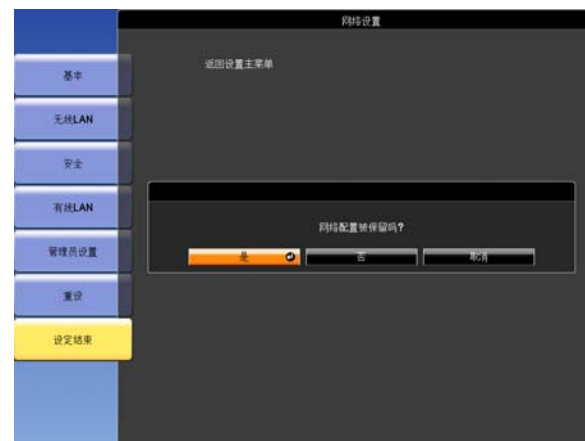 网络设置
返回设置主菜单
基本
无线LAN
安全
有线LAN
管理员设置
重设
设定结束
网络配置被保留吗?
是
否
取消